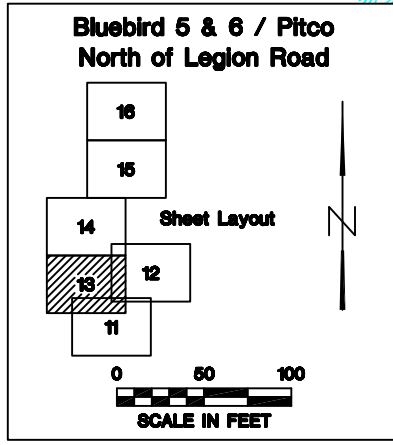 Bluebird 5 & 6 / Pitco
North of Legion Road
16
15
14
Sheet Layout
N
12
13
11
0 50 100
SCALE IN FEET